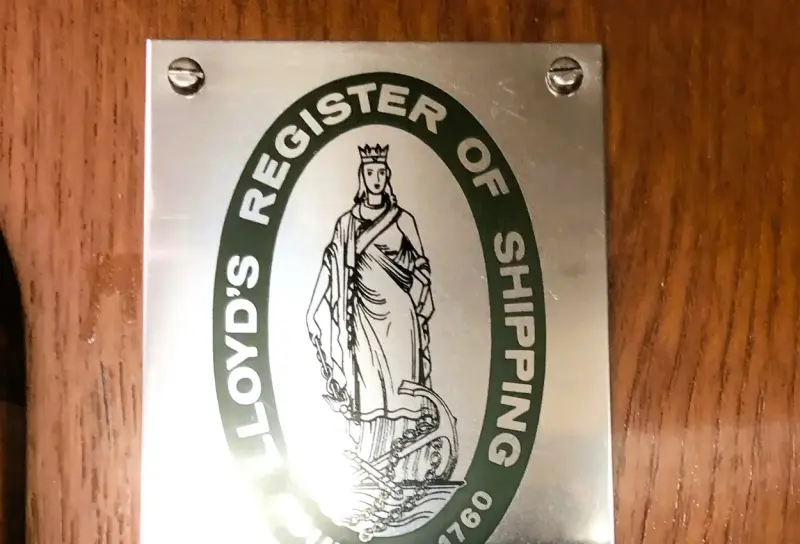 LLOYD'S REGISTER OF SHIPPING
1760